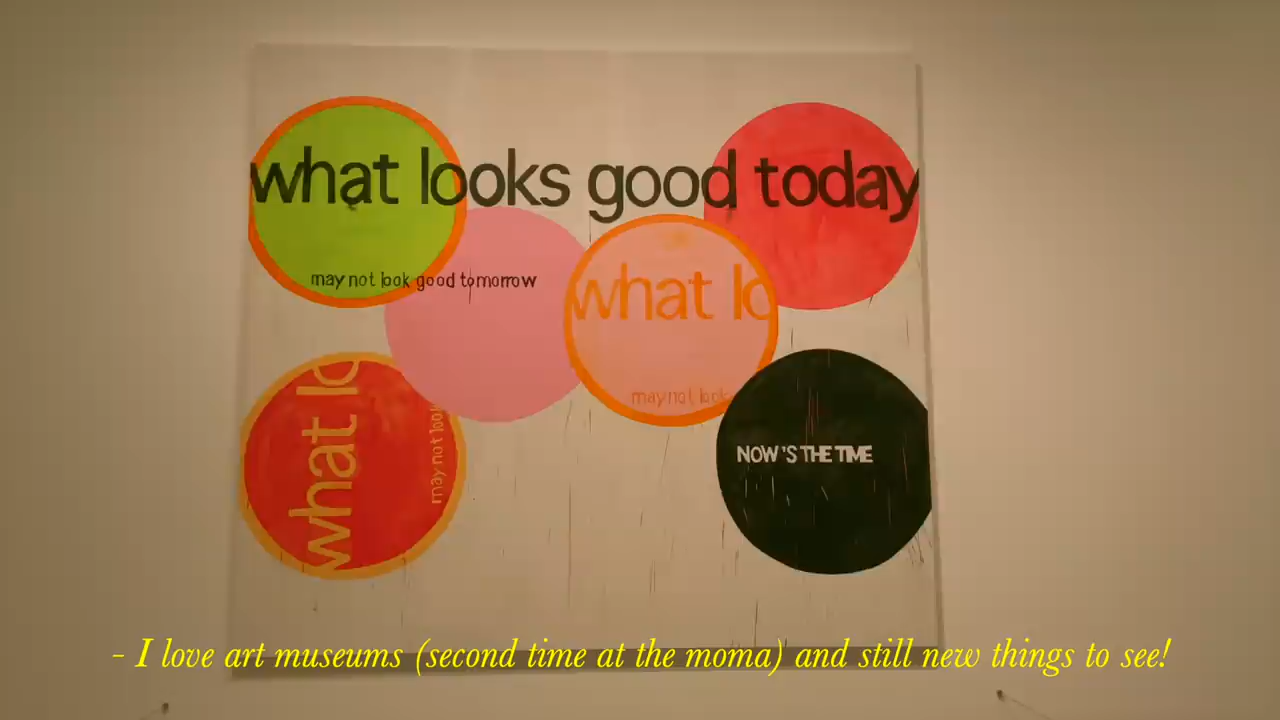 what looks good today
may not look good tomorrow
what lo
may not look
what lo
may not look
NOW'S THE TIME
- I love art museums (second time at the moma) and still new things to see!